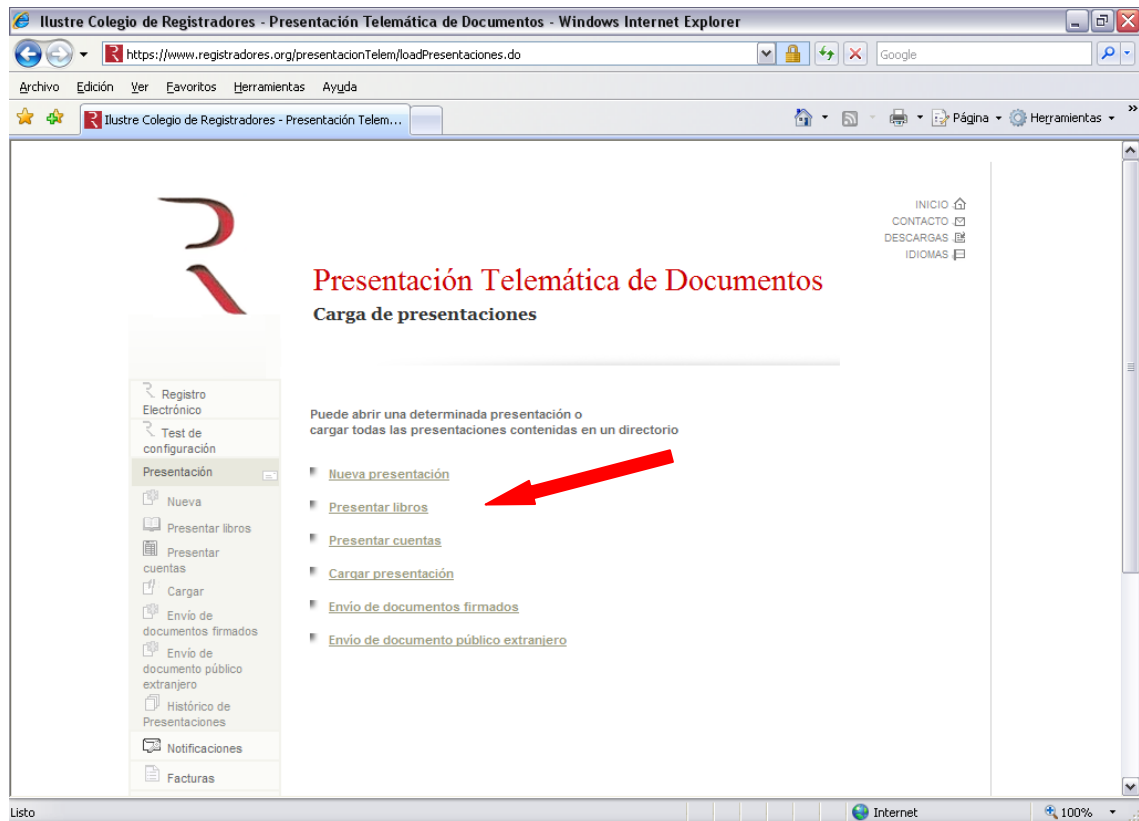 Ilustre Colegio de Registradores - Presentación Telemática de Documentos - Windows Internet Explorer
https://www.registradores.org/presentacionTelem/loadPresentaciones.do
Google
Archivo Edición Ver Favoritos Herramientas Ayuda
Ilustre Colegio de Registradores - Presentación Telem...
Página
Herramientas
»
INICIO
CONTACTO
DESCARGAS
IDIOMAS
Presentación Telemática de Documentos
Carga de presentaciones
Registro
Electrónico
Test de
configuración
Presentación
Nueva
Presentar libros
Presentar
cuentas
Cargar
Envío de
documentos firmados
Envío de
documento público
extranjero
Histórico de
Presentaciones
Notificaciones
Facturas
Puede abrir una determinada presentación o
cargar todas las presentaciones contenidas en un directorio
Nueva presentación
Presentar libros
Presentar cuentas
Cargar presentación
Envío de documentos firmados
Envío de documento público extranjero
Listo
Internet
100%